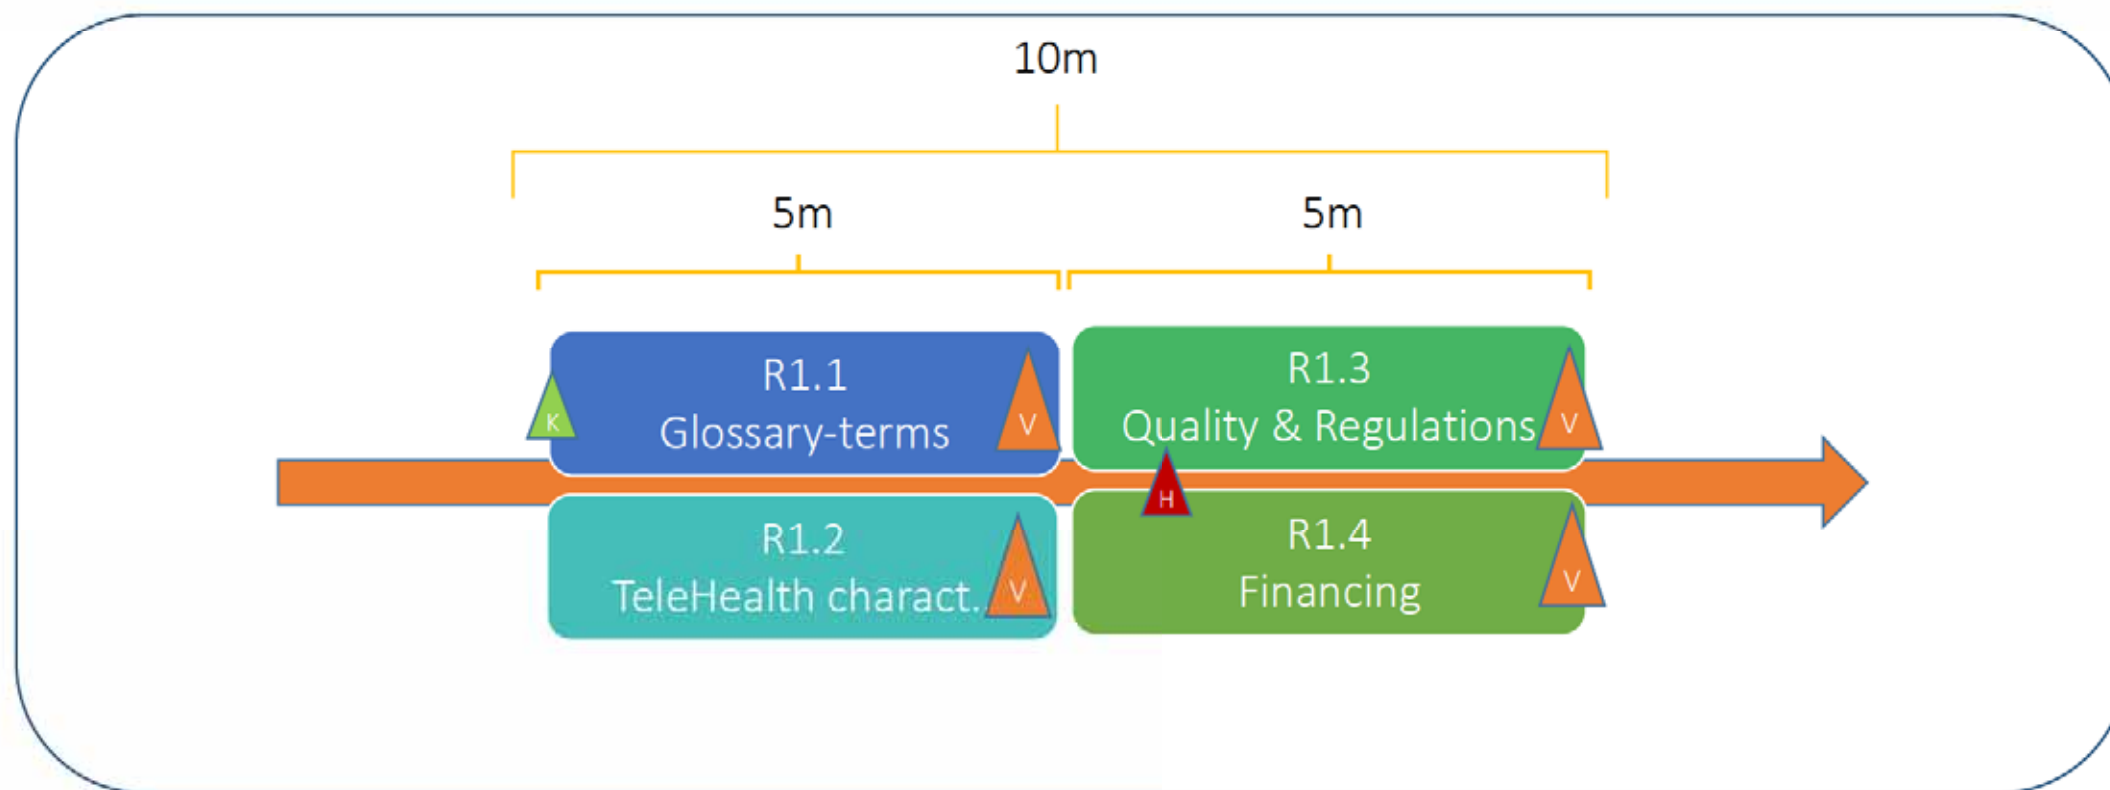 10m
5m
5m
R1.1
Glossary-terms
K
V
R1.3
Quality & Regulations
V
H
R1.2
TeleHealth charact..
V
R1.4
Financing
V